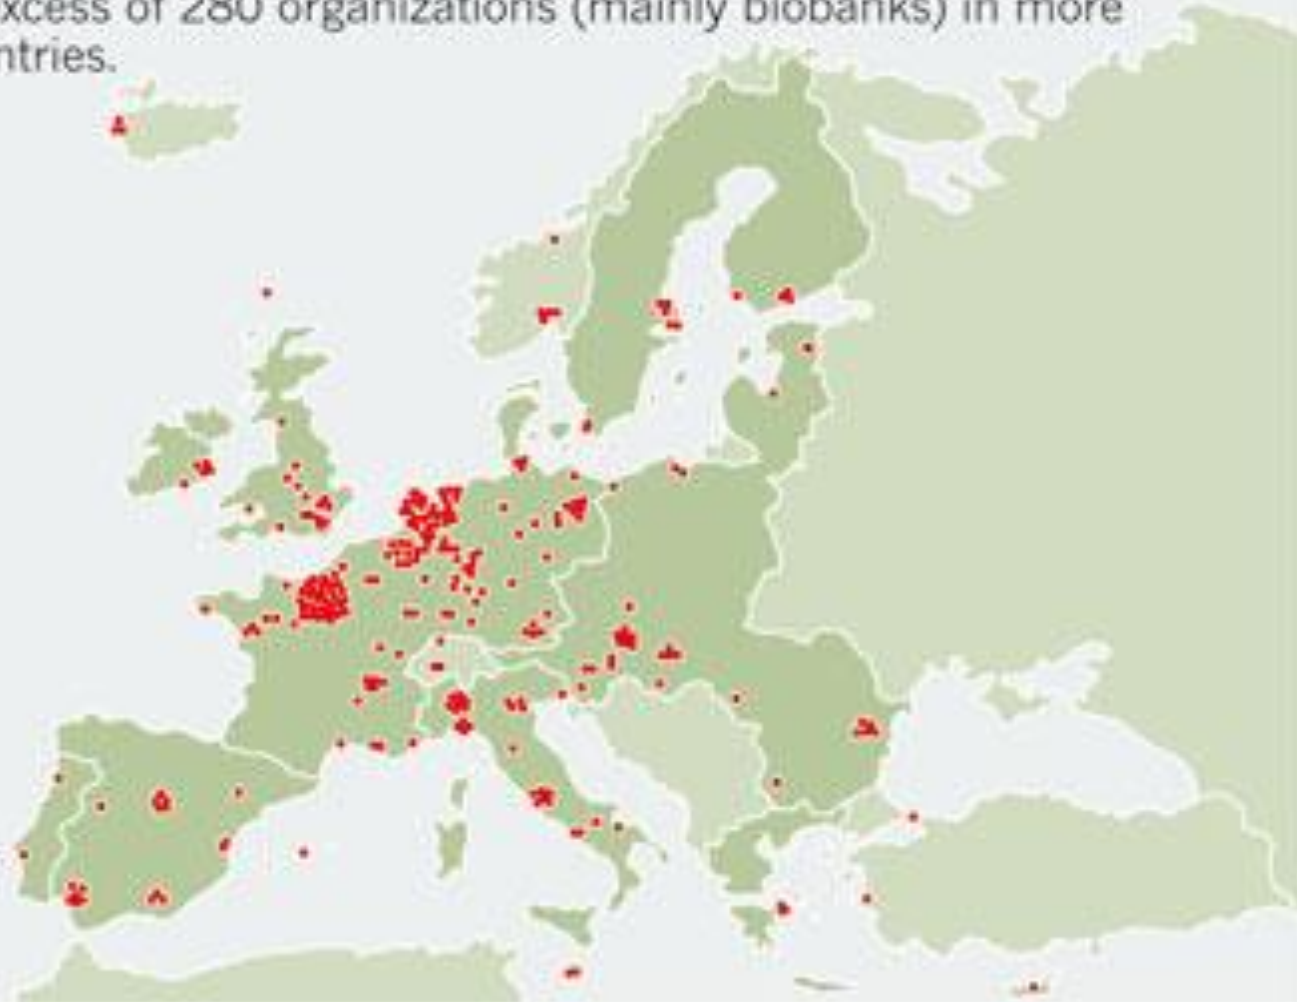 xcess of 280 organizations (mainly biobanks) in more
ntries.